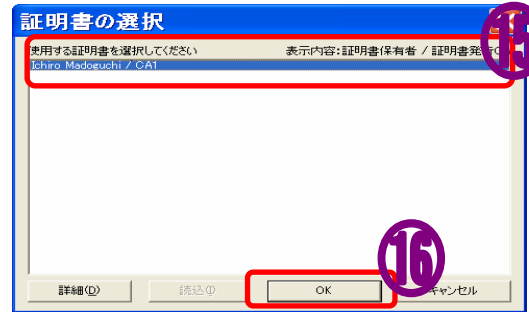 証明書の選択
使用する証明書を選択してください 表示内容:証明書保有者 / 証明書発行
15
Ichiro Madoguchi / CA1
16
詳細(D) 読込(I) OK キャンセル